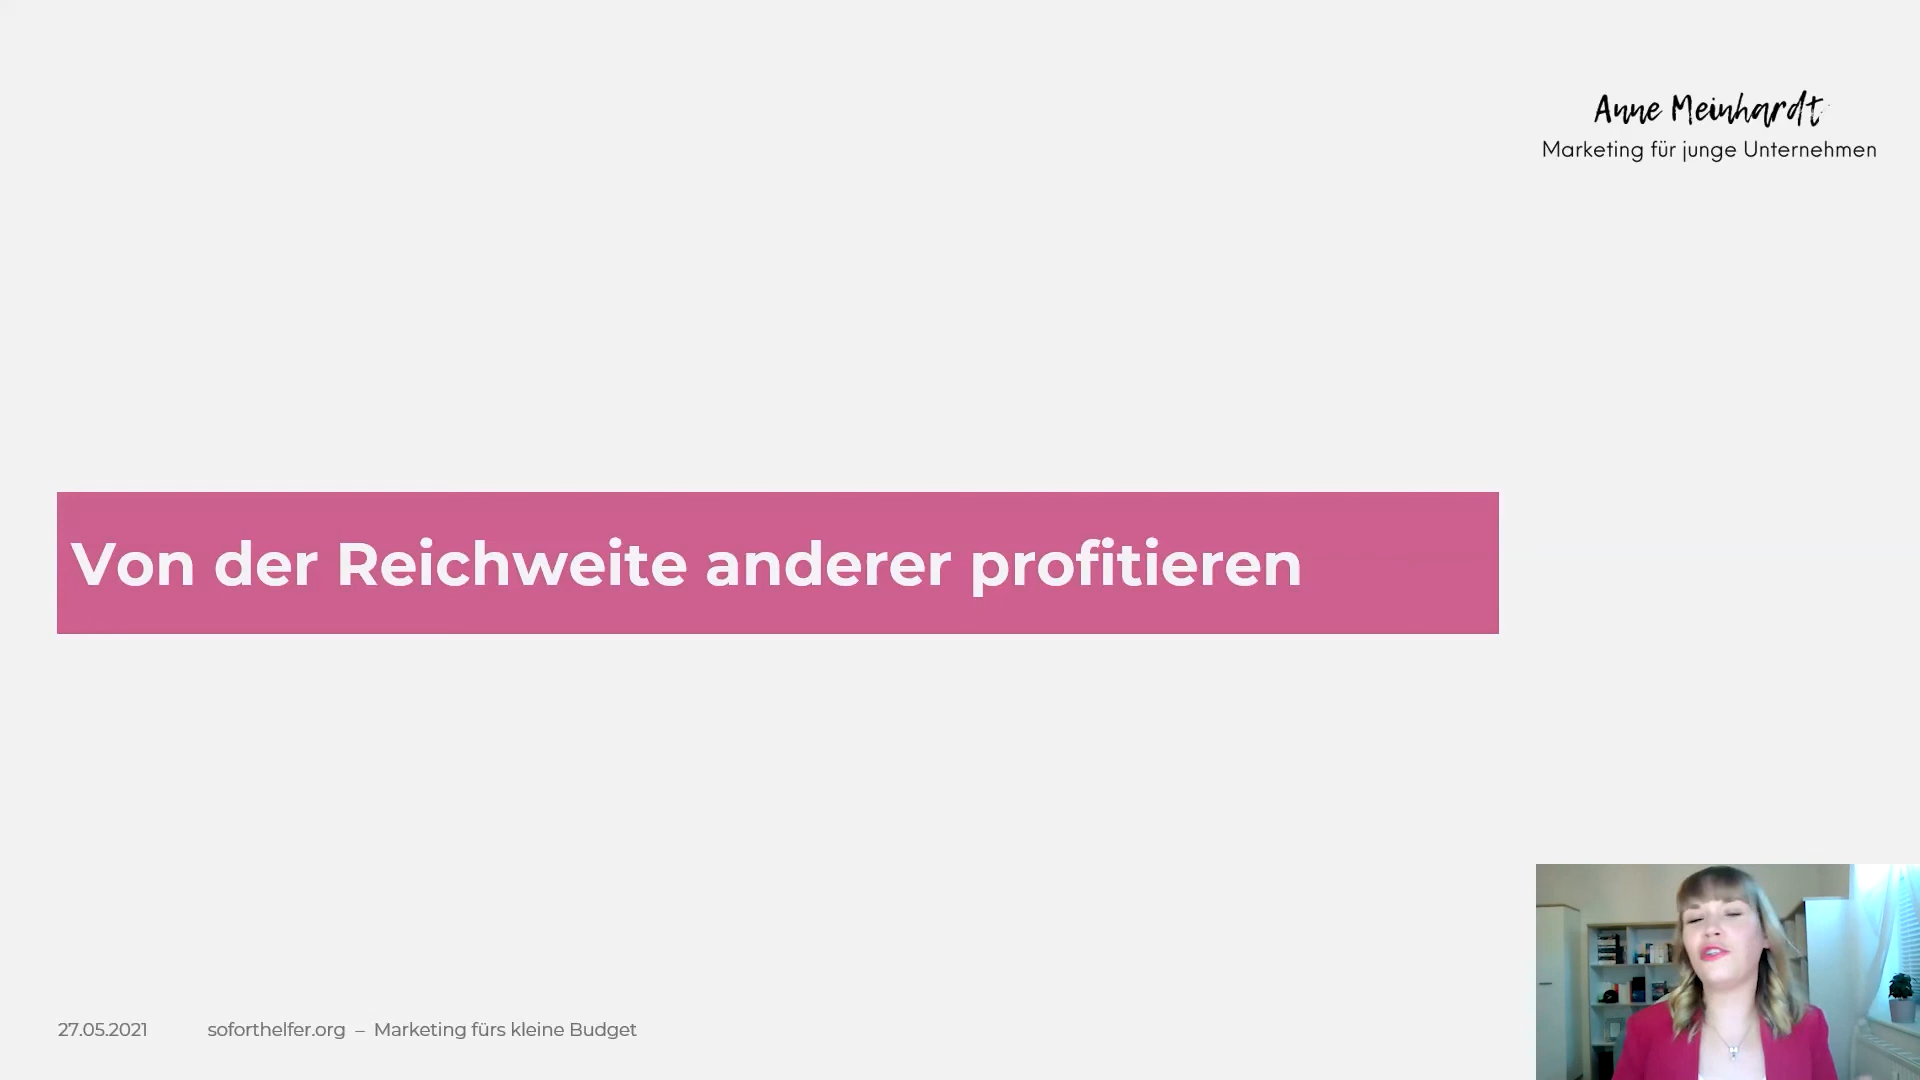 Anne Meinhardt
Marketing für junge Unternehmen
Von der Reichweite anderer profitieren
27.05.2021 soforthelfer.org – Marketing fürs kleine Budget